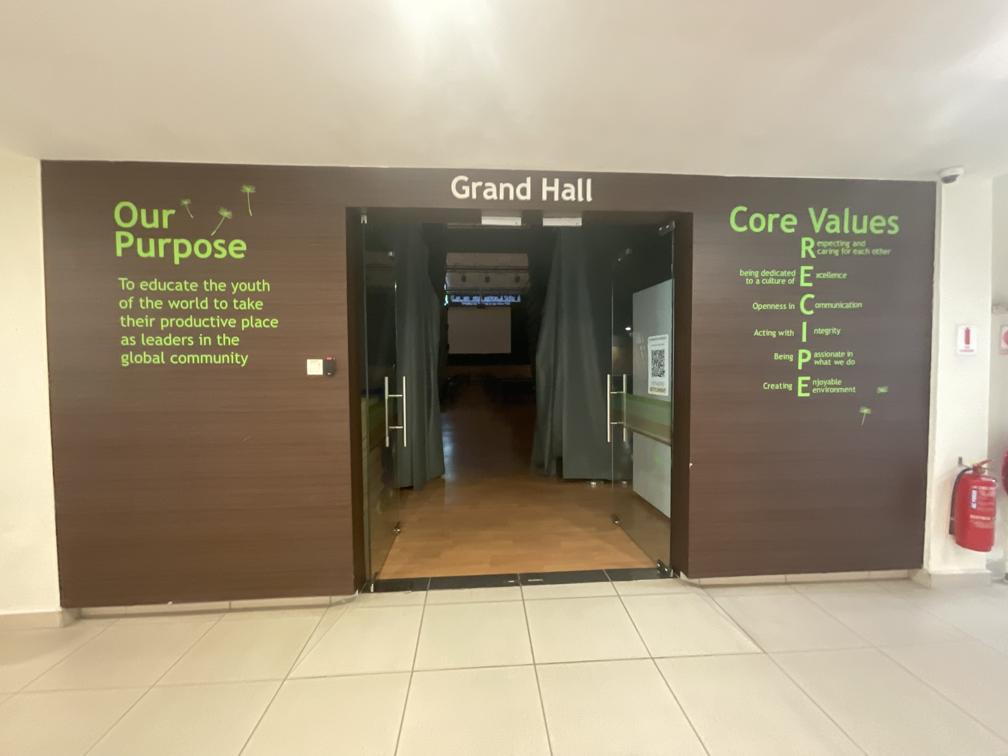 Grand Hall
Our
Purpose
To educate the youth
of the world to take
their productive place
as leaders in the
global community
Core Values
Respecting and
caring for each other
being dedicated
to a culture of Excellence
Openness in Communication
Acting with Integrity
Being Passionate in
what we do
Creating Enjoyable
environment